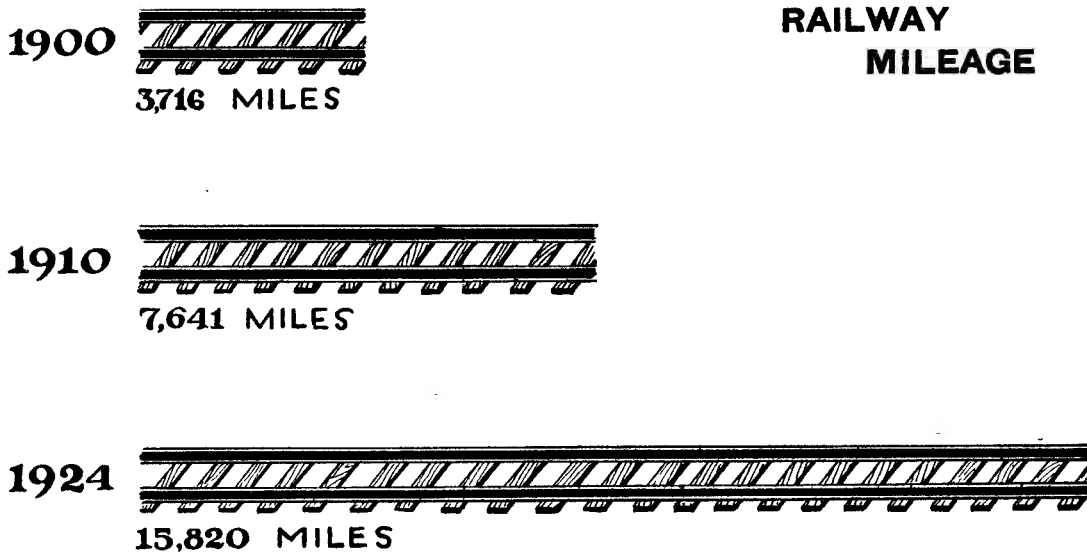 RAILWAY
MILEAGE
1900
3,716 MILES
1910
7,641 MILES
1924
15,820 MILES